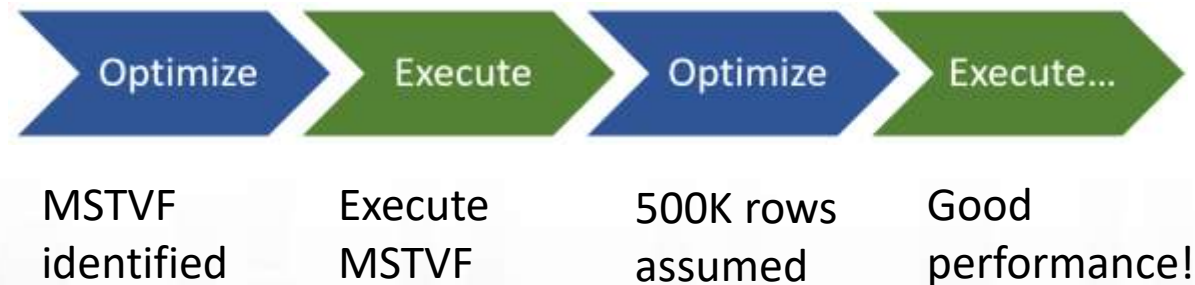 Optimize Execute Optimize Execute...
MSTVF Execute 500K rows Good
identified MSTVF assumed performance!